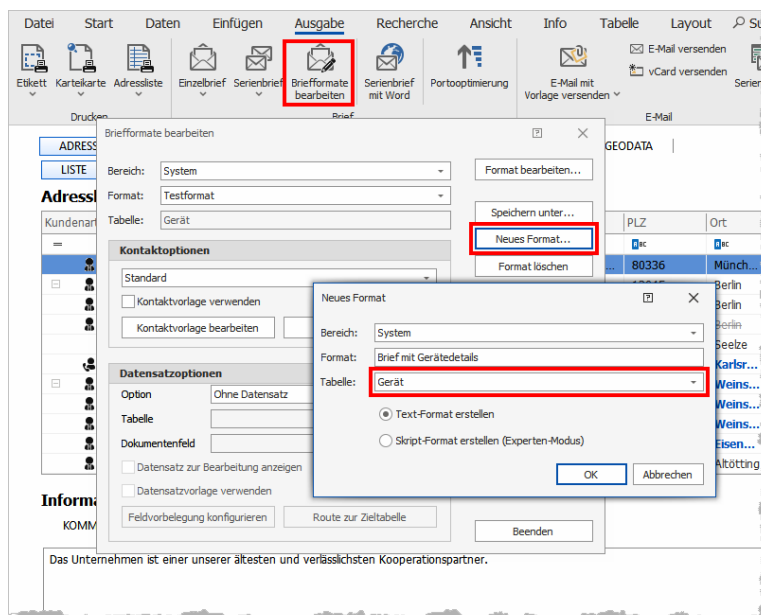 Datei Start Daten Einfügen Ausgabe Recherche Ansicht Info Tabelle Layout
Etikett Karteikarte Adressliste Einzelbrief Serienbrief Briefformate bearbeiten Serienbrief mit Word Portooptimierung E-Mail mit Vorlage versenden E-Mail versenden
vCard versenden
Drucken Brief E-Mail
ADRESS GEODATA
LISTE
Kundenart PLZ Ort
Briefformate bearbeiten
Bereich: System Format bearbeiten...
Format: Testformat
Speichern unter...
Tabelle: Gerät
Neues Format...
Format löschen
Kontaktoptionen
Standard
Kontaktvorlage verwenden
Kontaktvorlage bearbeiten
Datensatzoptionen
Option Ohne Datensatz
Tabelle
Dokumentenfeld
Datensatz zur Bearbeitung anzeigen
Datensatzvorlage verwenden
Feldvorbelegung konfigurieren Route zur Zieltabelle
Beenden
Neues Format
Bereich: System
Format: Brief mit Gerätedetails
Tabelle: Gerät
Text-Format erstellen
Skript-Format erstellen (Experten-Modus)
OK Abbrechen
80336 Münch...
Berlin
Berlin
Berlin
Seelze
Karlsr...
Weins...
Weins...
Weins...
Eisen...
Altötting
Informa
KOMM
Das Unternehmen ist einer unserer ältesten und verlässlichsten Kooperationspartner.